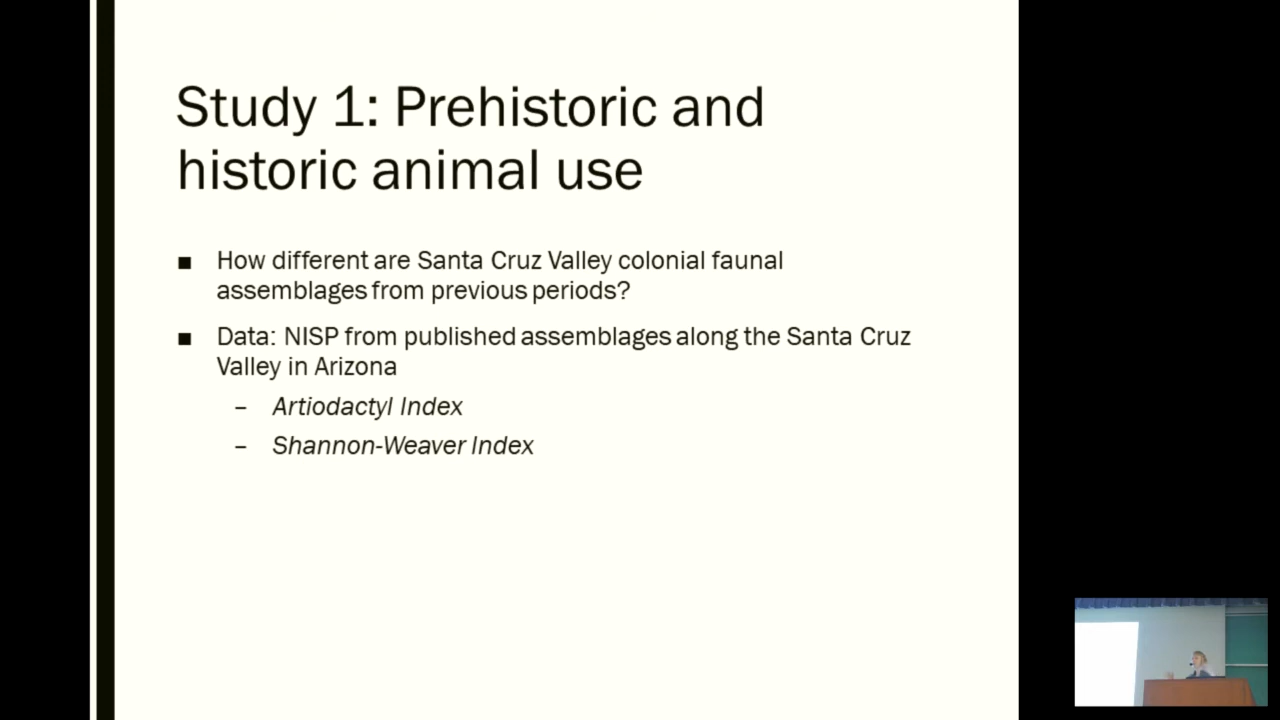 Study 1: Prehistoric and
historic animal use
■ How different are Santa Cruz Valley colonial faunal
assemblages from previous periods?
■ Data: NISP from published assemblages along the Santa Cruz
Valley in Arizona
– Artiodactyl Index
– Shannon-Weaver Index